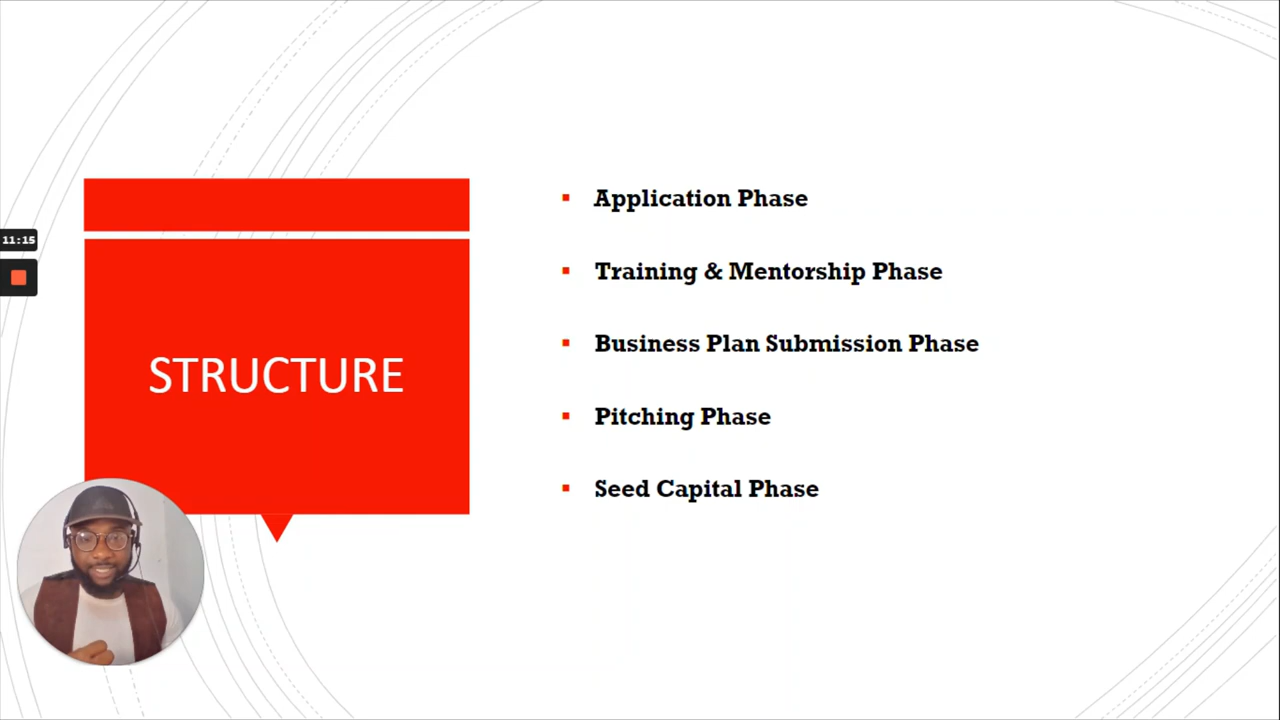 Application Phase
11:15
Training & Mentorship Phase
Business Plan Submission Phase
STRUCTURE
Pitching Phase
Seed Capital Phase